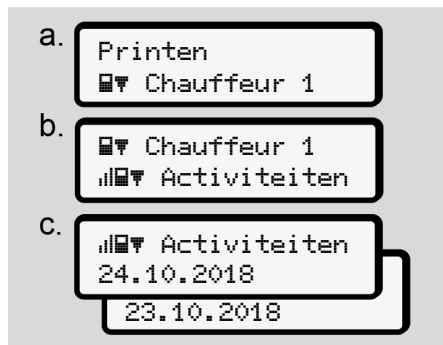 a.
Printen
Chauffeur 1
b.
Chauffeur 1
Activiteiten
c.
Activiteiten
24.10.2018
23.10.2018